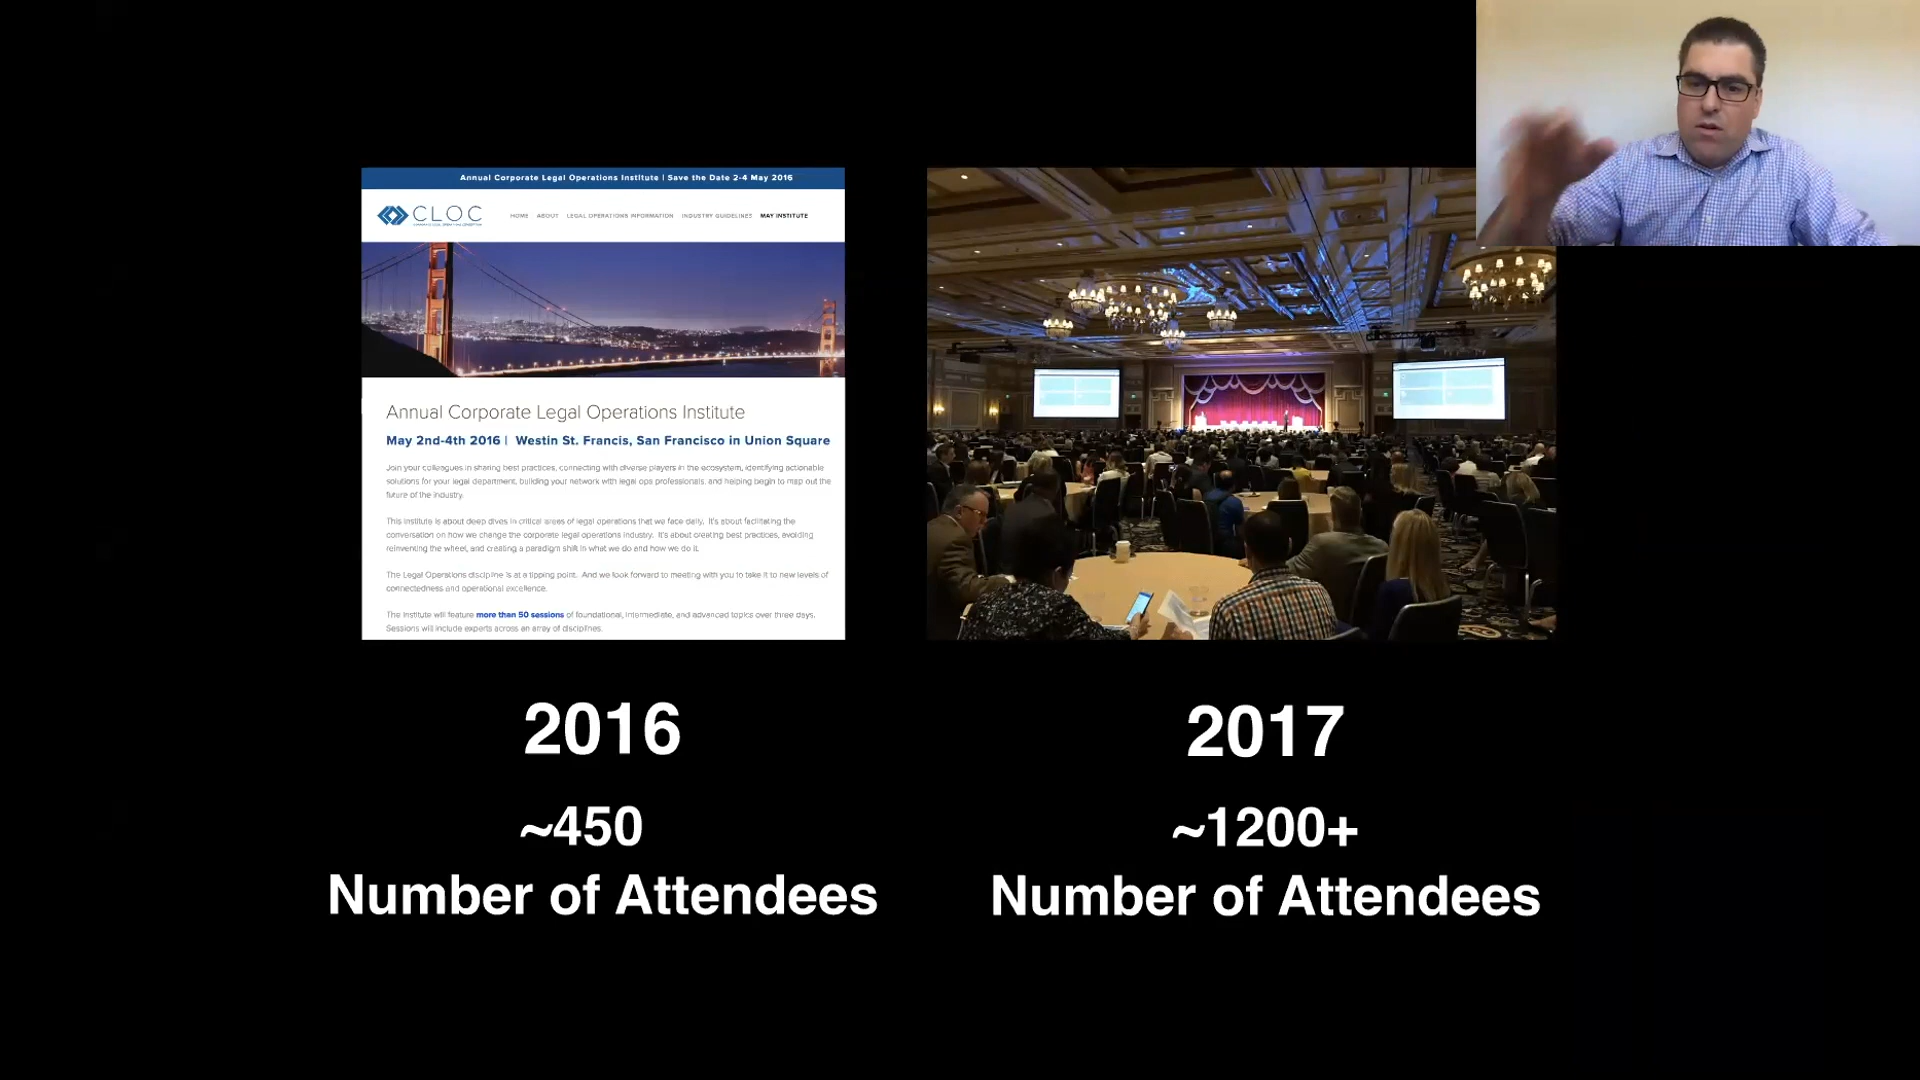 Annual Corporate Legal Operations Institute | Save the Date 2-4 May 2016
CLOC
HOME ABOUT LEGAL OPERATIONS INFORMATION INDUSTRY GUIDELINES MAY INSTITUTE
Annual Corporate Legal Operations Institute
May 2nd-4th 2016 | Westin St. Francis, San Francisco in Union Square
Join your colleagues in sharing best practices, connecting with diverse players in the ecosystem, identifying actionable
solutions for your legal department, building your network with legal ops professionals, and helping begin to map out the
future of the industry.
This Institute is about deep dives in critical areas of legal operations that we face daily. It's about facilitating the
conversation on how we change the corporate legal operations industry. It's about creating best practices, avoiding
reinventing the wheel, and creating a paradigm shift in what we do and how we do it.
The Legal Operations discipline is at a tipping point. And we look forward to meeting with you to take it to new levels of
connectedness and operational excellence.
The Institute will feature more than 50 sessions of foundational, intermediate, and advanced topics over three days.
Sessions will include experts across an array of disciplines.
2016
~450
Number of Attendees
2017
~1200+
Number of Attendees